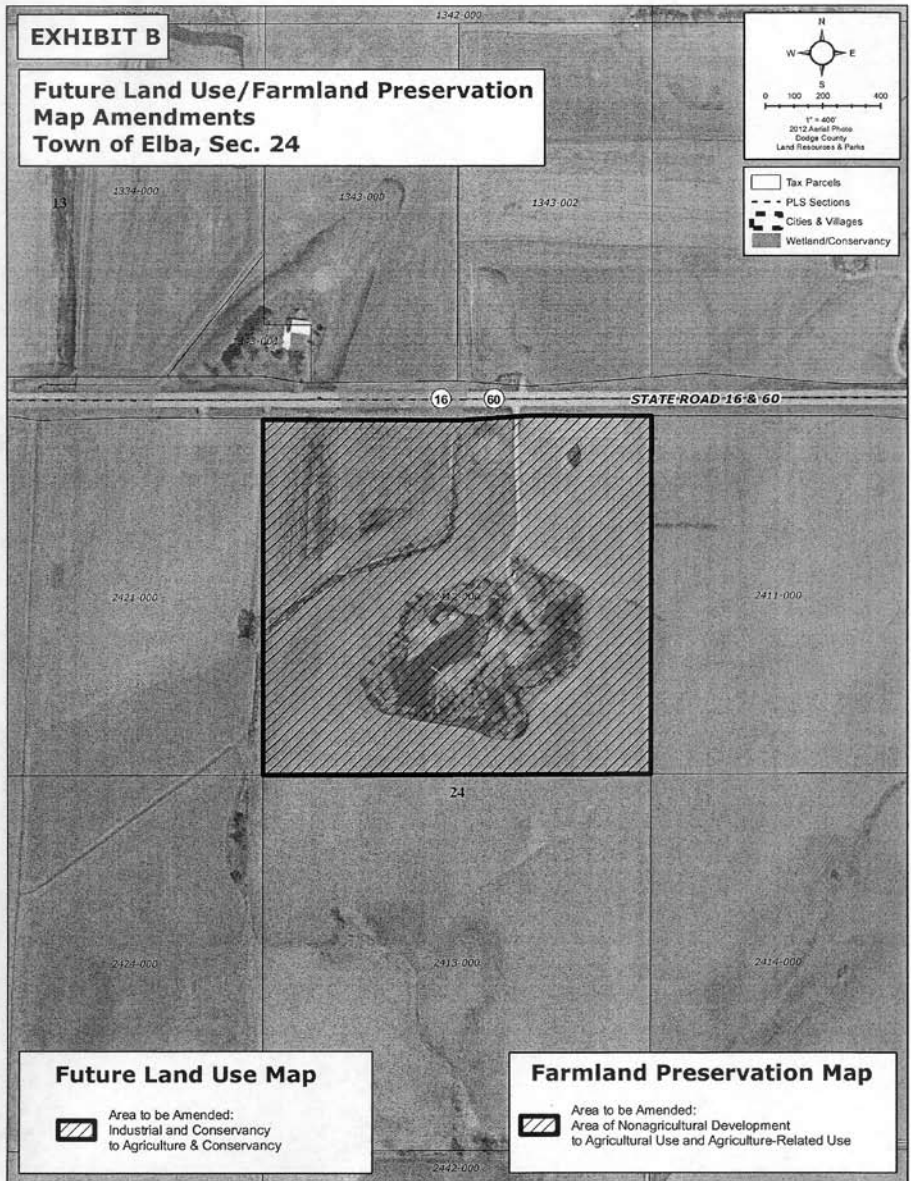 1342-000
EXHIBIT B
Future Land Use/Farmland Preservation
Map Amendments
Town of Elba, Sec. 24
N
W E
S
0 100 200 400
1" = 400'
2012 Aerial Photo
Dodge County
Land Resources & Parks
Tax Parcels
PLS Sections
Cities & Villages
Wetland/Conservancy
13
1334-000
1343-000
1343-002
1343-001
16 60 STATE ROAD 16 & 60
2421-000
2412-000
2411-000
24
2424-000
2413-000
2414-000
Future Land Use Map
Area to be Amended:
Industrial and Conservancy
to Agriculture & Conservancy
Farmland Preservation Map
Area to be Amended:
Area of Nonagricultural Development
to Agricultural Use and Agriculture-Related Use
2442-000